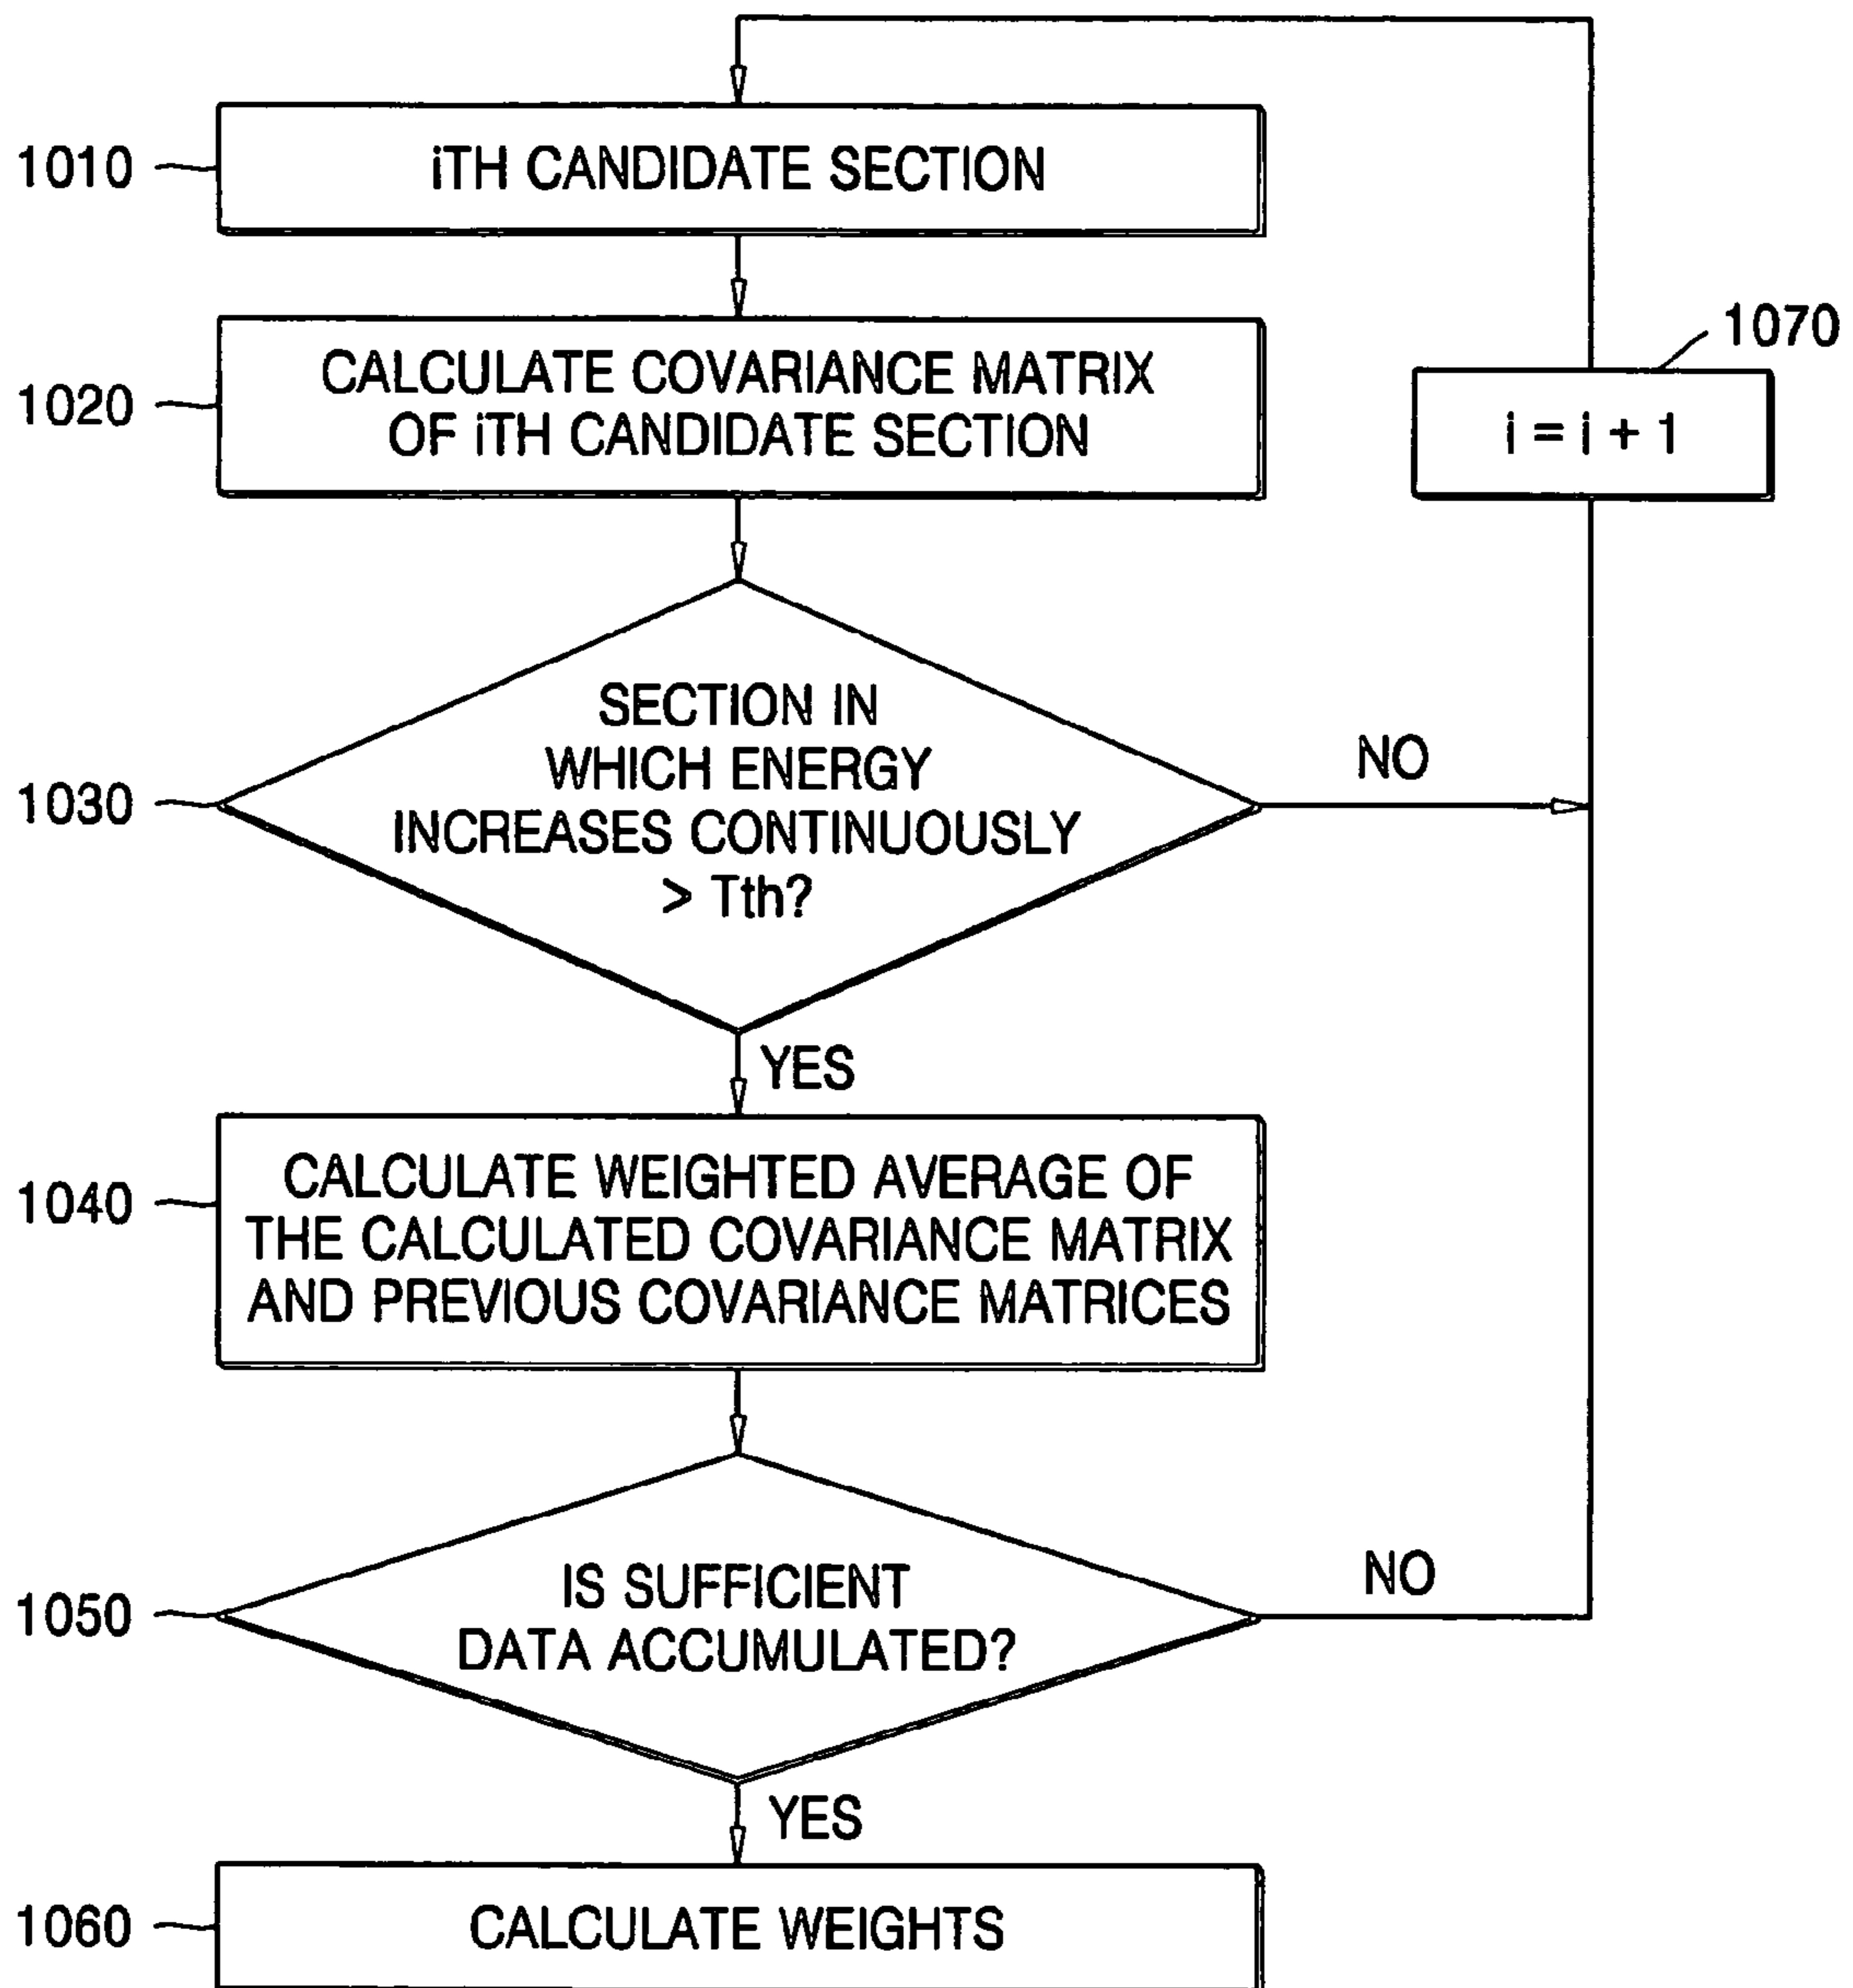 1010
iTH CANDIDATE SECTION
1020
CALCULATE COVARIANCE MATRIX
OF iTH CANDIDATE SECTION
1070
i = i + 1
1030
SECTION IN
WHICH ENERGY
INCREASES CONTINUOUSLY
> Tth?
NO
YES
1040
CALCULATE WEIGHTED AVERAGE OF
THE CALCULATED COVARIANCE MATRIX
AND PREVIOUS COVARIANCE MATRICES
1050
IS SUFFICIENT
DATA ACCUMULATED?
NO
YES
1060
CALCULATE WEIGHTS